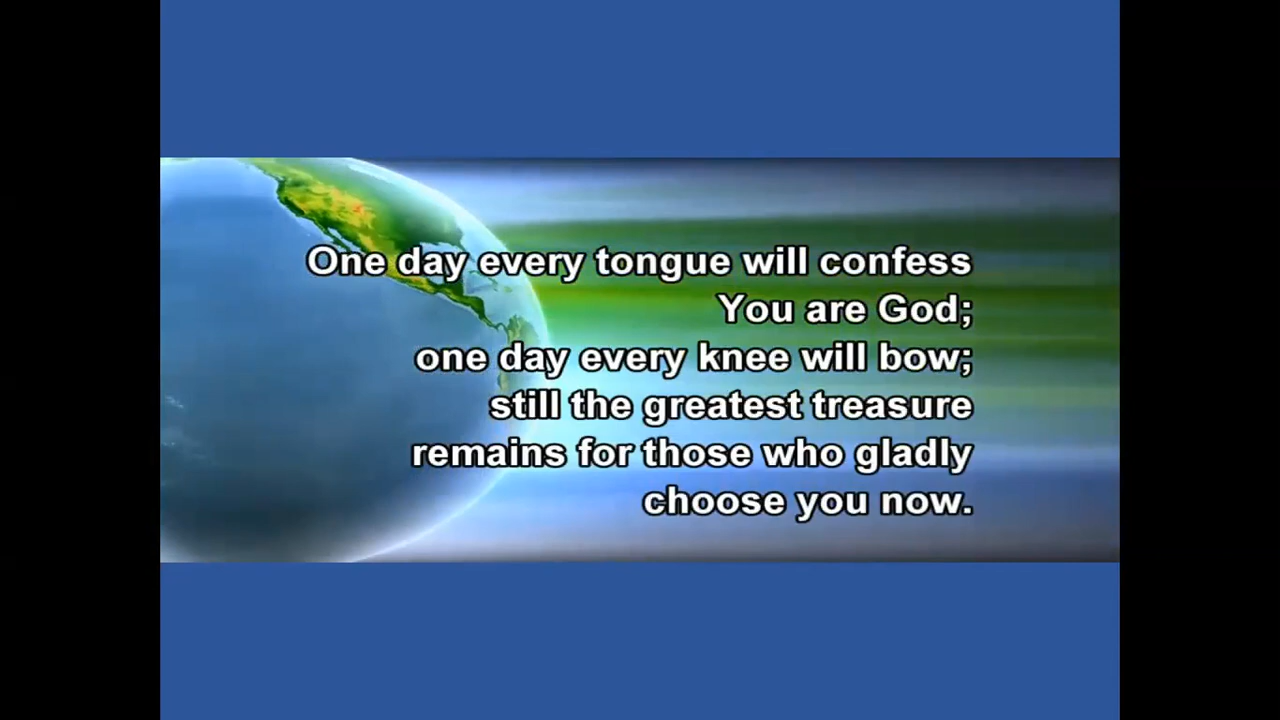 One day every tongue will confess
You are God;
one day every knee will bow;
still the greatest treasure
remains for those who gladly
choose you now.